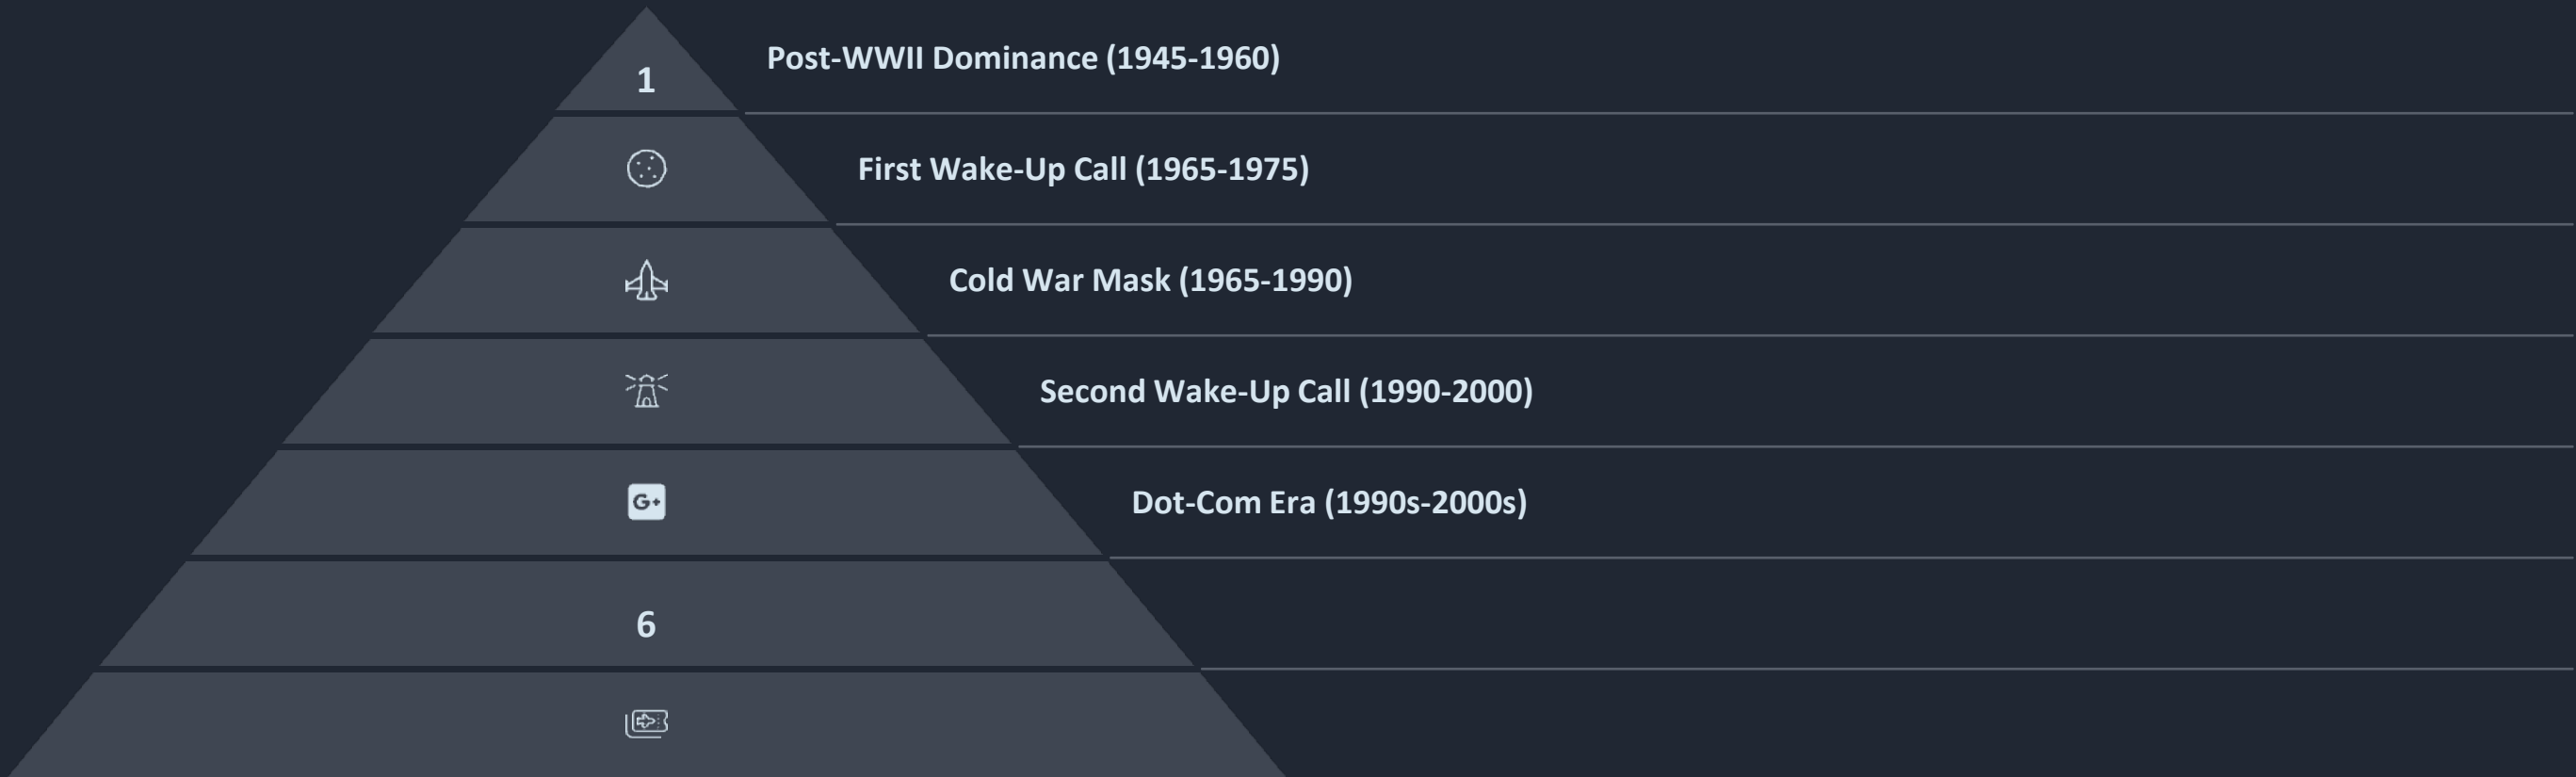 1
Post-WWII Dominance (1945-1960)
First Wake-Up Call (1965-1975)
Cold War Mask (1965-1990)
Second Wake-Up Call (1990-2000)
G+
Dot-Com Era (1990s-2000s)
6